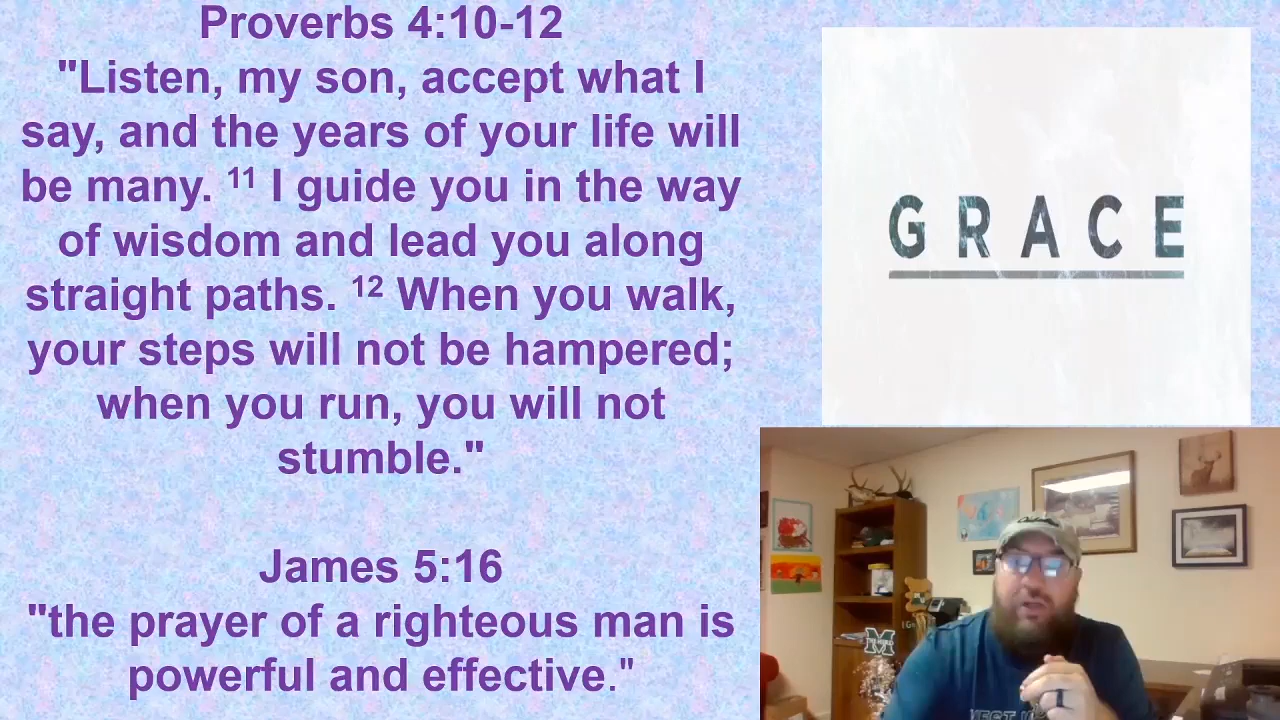 Proverbs 4:10-12
"Listen, my son, accept what I
say, and the years of your life will
be many. ¹¹ I guide you in the way
of wisdom and lead you along
straight paths. ¹² When you walk,
your steps will not be hampered;
when you run, you will not
stumble."
James 5:16
"the prayer of a righteous man is
powerful and effective."
GRACE
M